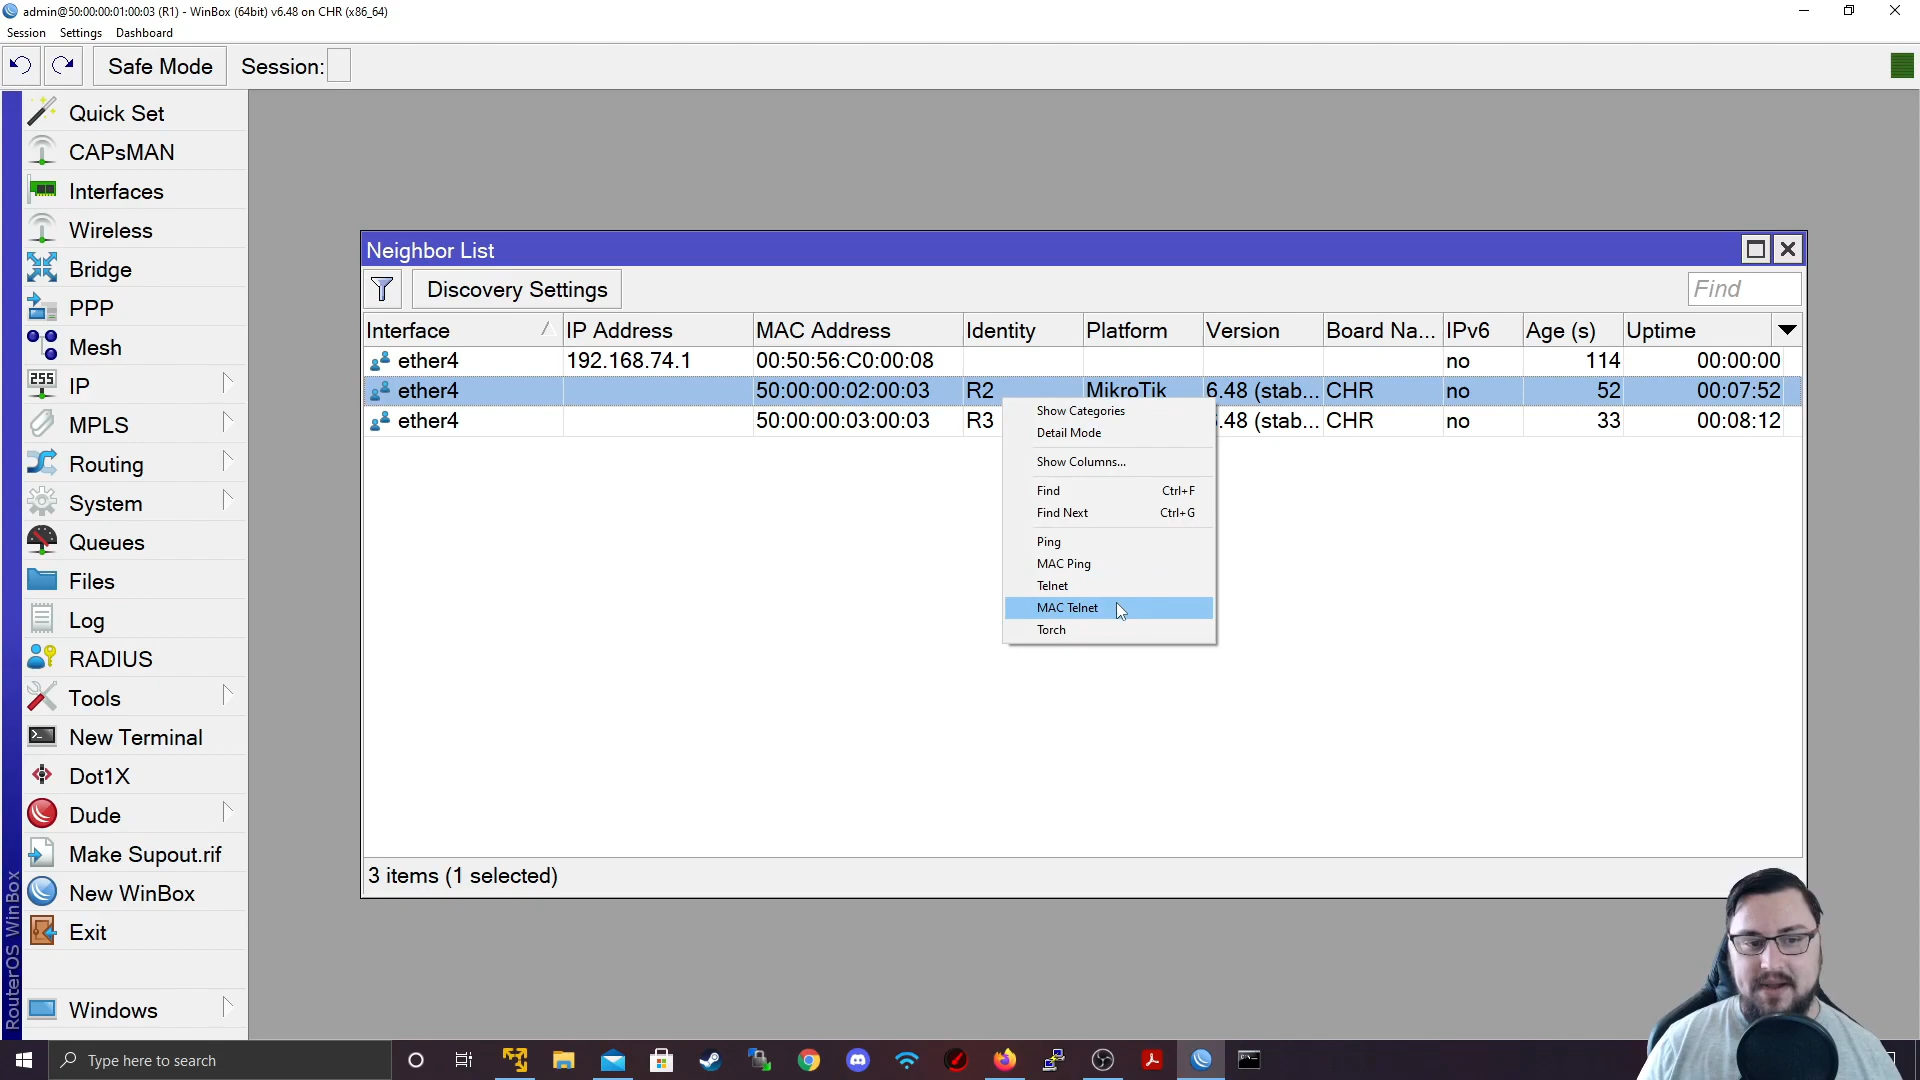 admin@50:00:00:01:00:03 (R1) - WinBox (64bit) v6.48 on CHR (x86_64)
Session Settings Dashboard
Safe Mode Session:
Quick Set
CAPsMAN
Interfaces
Wireless
Bridge
PPP
Mesh
255 IP
MPLS
Routing
System
Queues
Files
Log
RADIUS
Tools
New Terminal
Dot1X
Dude
Make Supout.rif
New WinBox
Exit
Windows
RouterOS WinBox
Neighbor List
Discovery Settings Find
Interface IP Address MAC Address Identity Platform Version Board Na... IPv6 Age (s) Uptime
ether4 192.168.74.1 00:50:56:C0:00:08 no 114 00:00:00
ether4 50:00:00:02:00:03 R2 MikroTik 6.48 (stab... CHR no 52 00:07:52
ether4 50:00:00:03:00:03 R3 .48 (stab... CHR no 33 00:08:12
Show Categories
Detail Mode
Show Columns...
Find Ctrl+F
Find Next Ctrl+G
Ping
MAC Ping
Telnet
MAC Telnet
Torch
3 items (1 selected)
Type here to search